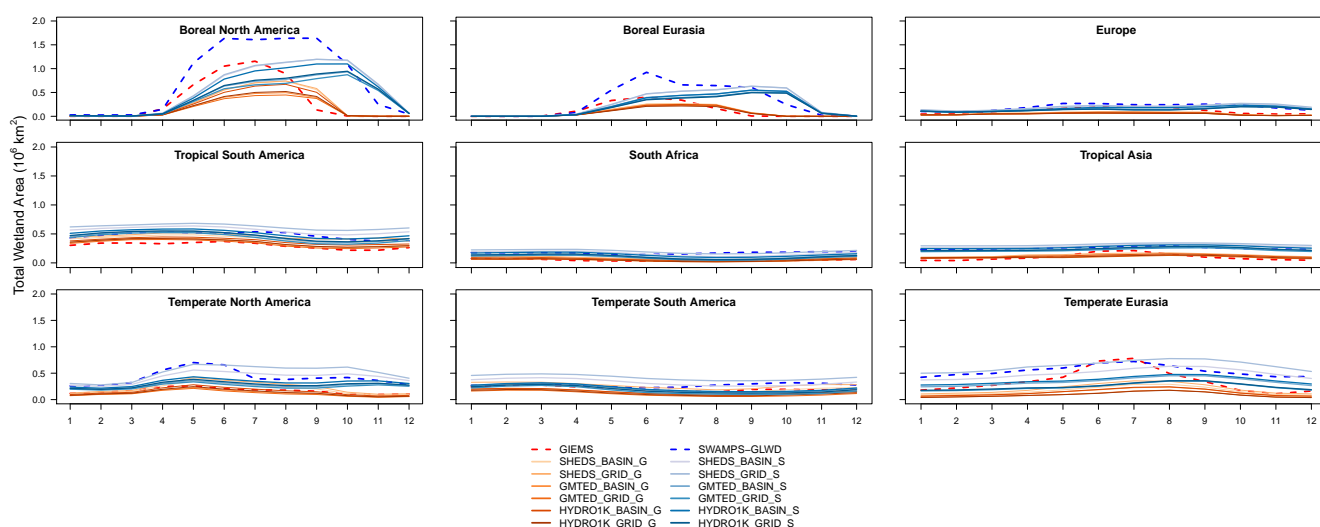 Boreal North America
Boreal Eurasia
Europe
2.0
1.5
1.0
0.5
0.0
Tropical South America
South Africa
Tropical Asia
2.0
1.5
1.0
0.5
0.0
Total Wetland Area (10⁶ km²)
Temperate North America
Temperate South America
Temperate Eurasia
2.0
1.5
1.0
0.5
0.0
1 2 3 4 5 6 7 8 9 10 11 12
1 2 3 4 5 6 7 8 9 10 11 12
1 2 3 4 5 6 7 8 9 10 11 12
GIEMS
SHEDS_BASIN_G
SHEDS_GRID_G
GMTED_BASIN_G
GMTED_GRID_G
HYDRO1K_BASIN_G
HYDRO1K_GRID_G
SWAMPS−GLWD
SHEDS_BASIN_S
SHEDS_GRID_S
GMTED_BASIN_S
GMTED_GRID_S
HYDRO1K_BASIN_S
HYDRO1K_GRID_S